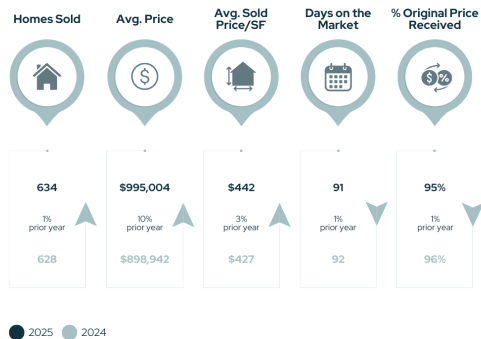 Homes Sold
Avg. Price
Avg. Sold
Price/SF
Days on the
Market
% Original Price
Received
$
$ %
634
$995,004
$442
91
95%
1%
prior year
10%
prior year
3%
prior year
1%
prior year
1%
prior year
628
$898,942
$427
92
96%
2025
2024